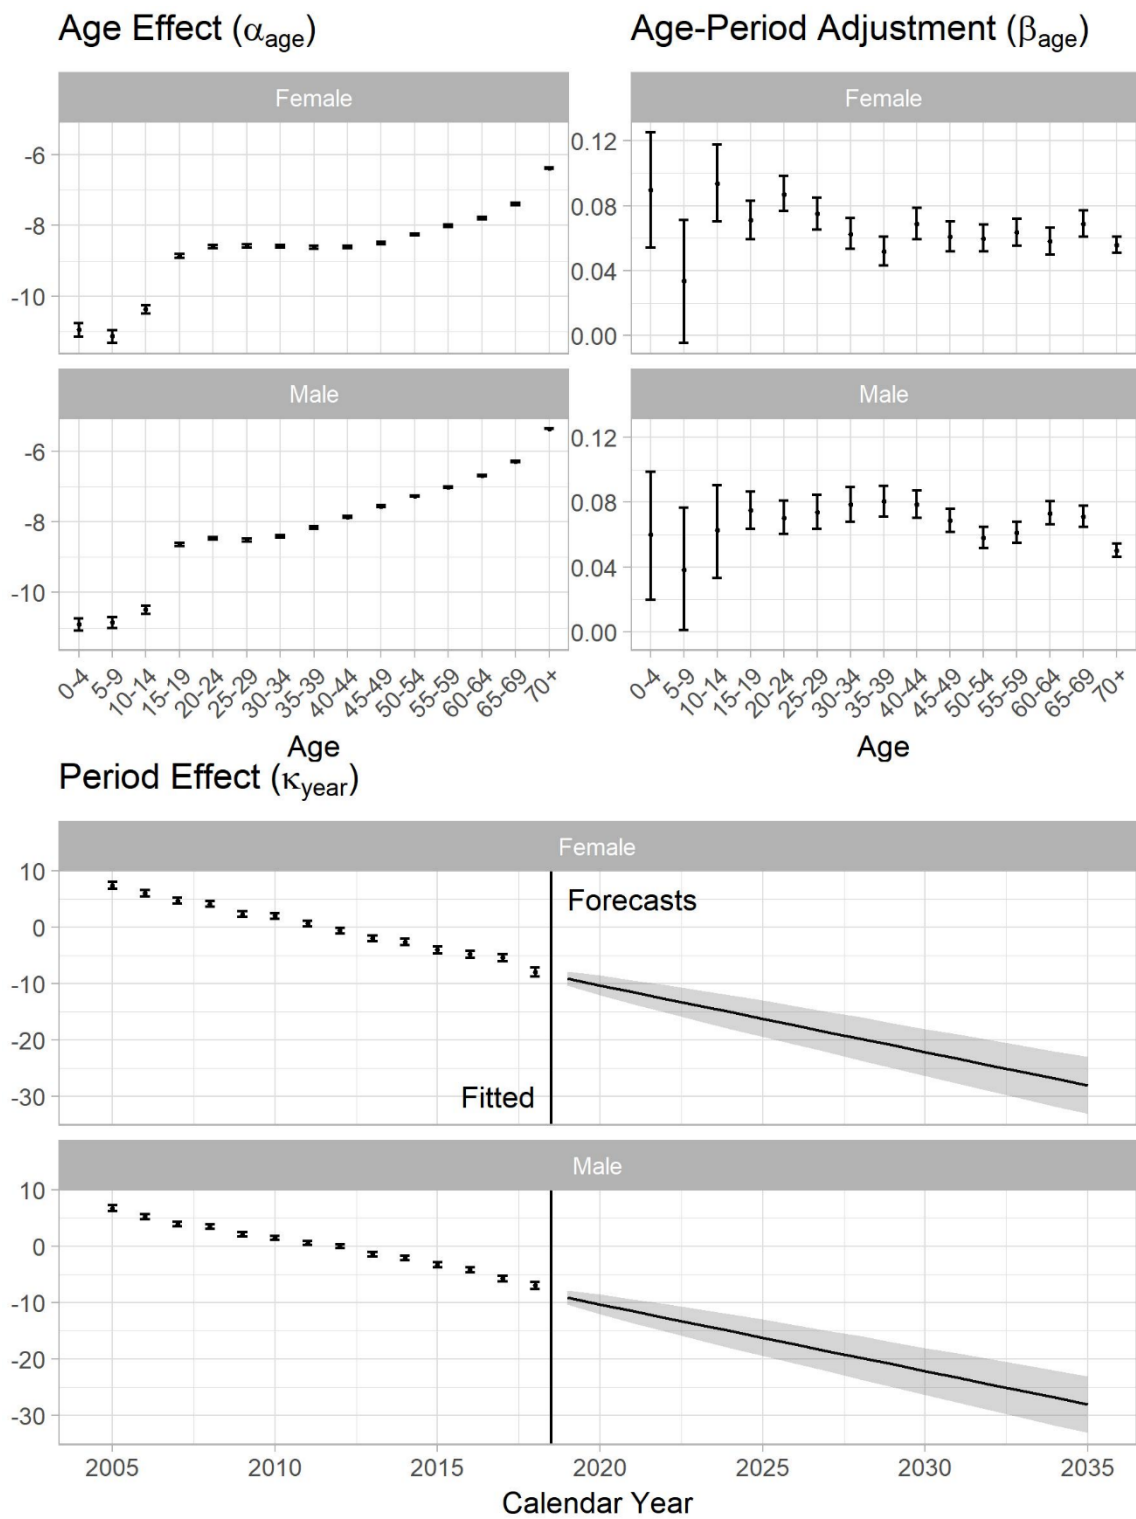 Age Effect (αage)
Female
-6
-8
-10
Male
-6
-8
-10
0-4 5-9 10-14 15-19 20-24 25-29 30-34 35-39 40-44 45-49 50-54 55-59 60-64 65-69 70+
Age
Age-Period Adjustment (βage)
Female
0.12
0.08
0.04
0.00
Male
0.12
0.08
0.04
0.00
0-4 5-9 10-14 15-19 20-24 25-29 30-34 35-39 40-44 45-49 50-54 55-59 60-64 65-69 70+
Age
Period Effect (κyear)
Female
10
0
-10
-20
-30
Forecasts
Fitted
Male
10
0
-10
-20
-30
2005 2010 2015 2020 2025 2030 2035
Calendar Year